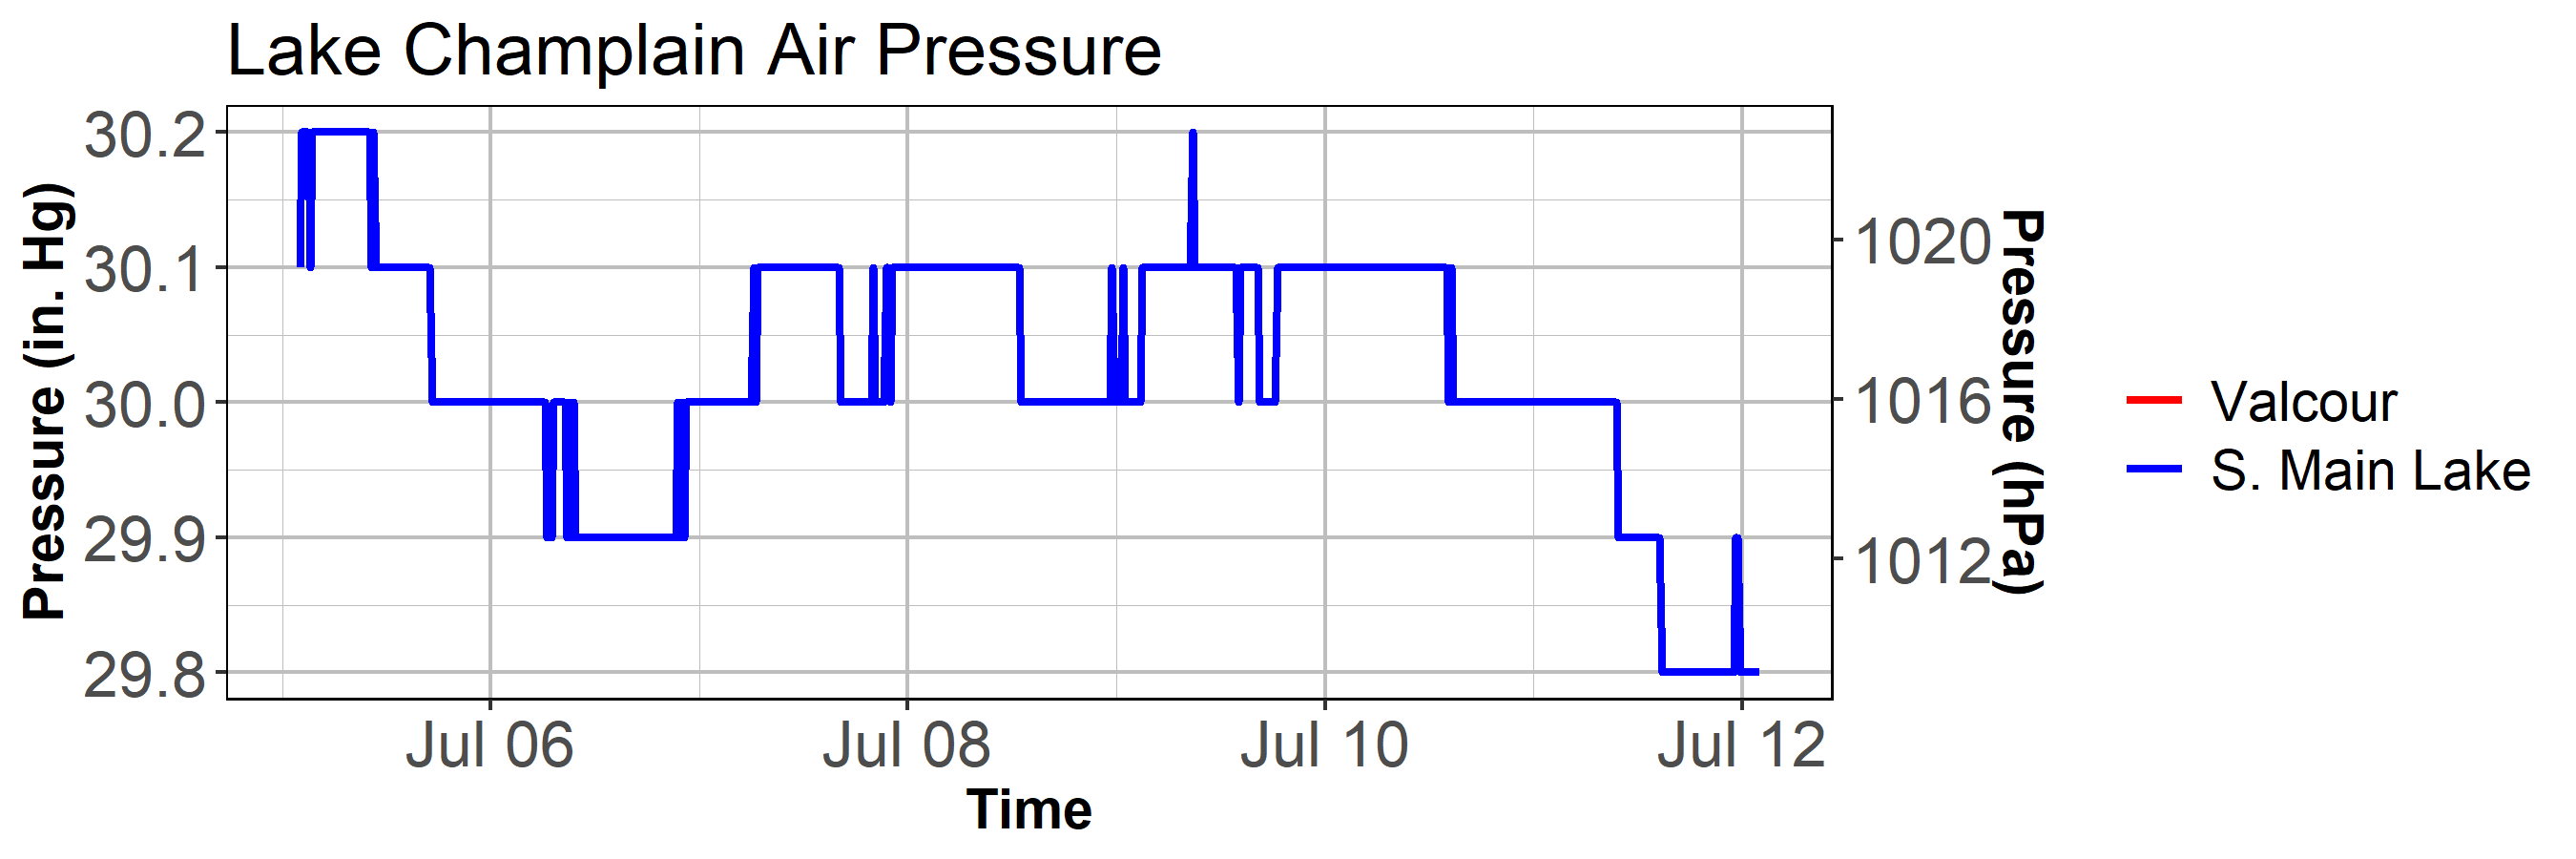 Lake Champlain Air Pressure
30.2
30.1
30.0
29.9
29.8
Pressure (in. Hg)
1020
1016
1012
Pressure (hPa)
Jul 06
Jul 08
Jul 10
Jul 12
Time
Valcour
S. Main Lake